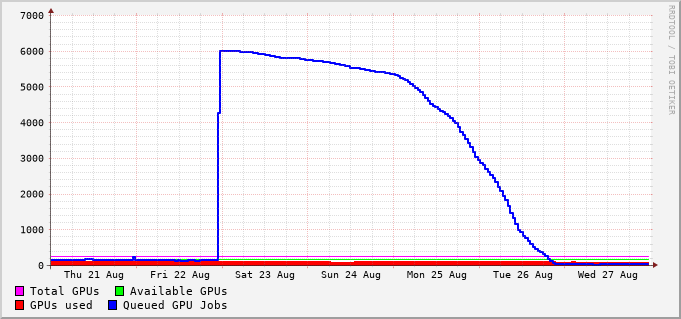 7000
6000
5000
4000
3000
2000
1000
0
Thu 21 Aug Fri 22 Aug Sat 23 Aug Sun 24 Aug Mon 25 Aug Tue 26 Aug Wed 27 Aug
Total GPUs Available GPUs
GPUs used Queued GPU Jobs
RRDTOOL / TOBI OETIKER